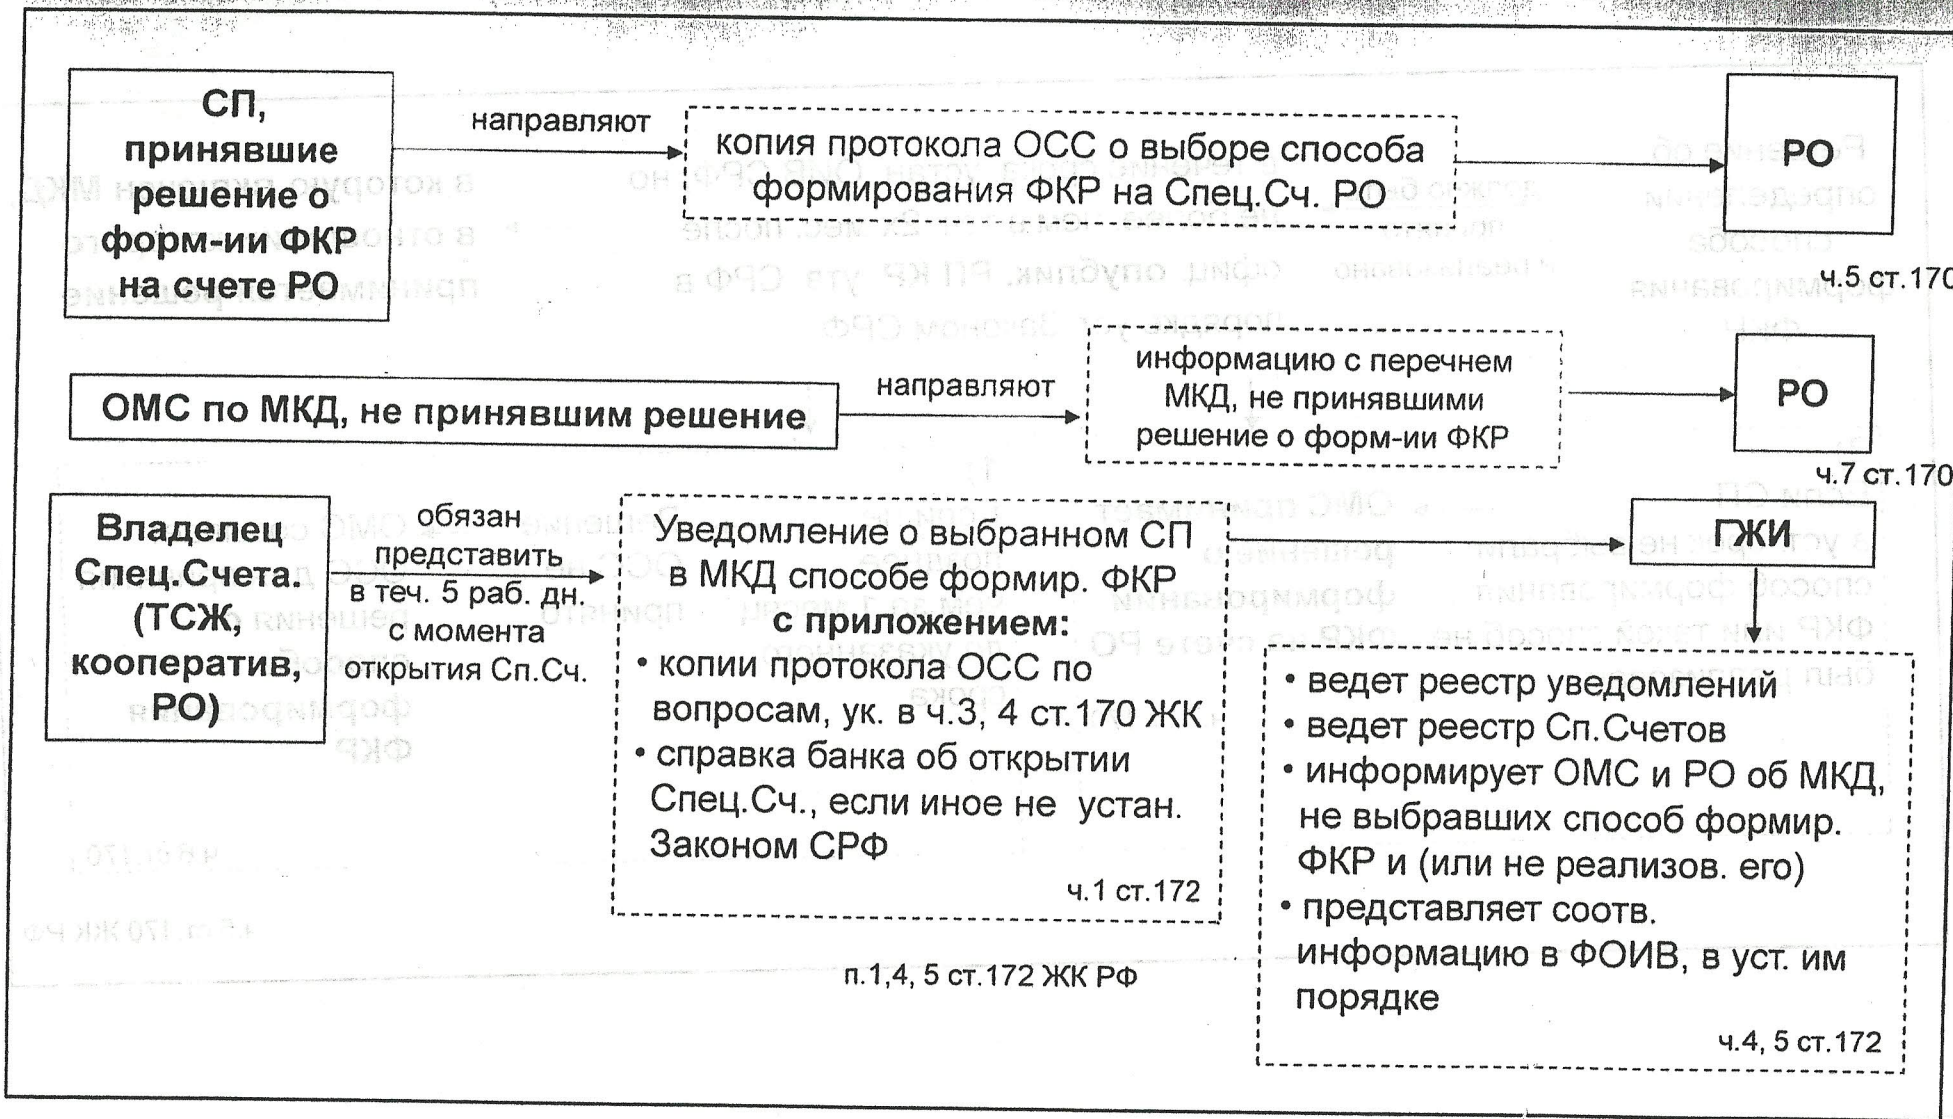 СП,
принявшие
решение о
форм-ии ФКР
на счете РО
направляют
копия протокола ОСС о выборе способа
формирования ФКР на Спец.Сч. РО
РО
ч.5 ст.170
ОМС по МКД, не принявшим решение
направляют
информацию с перечнем
МКД, не принявшими
решение о форм-ии ФКР
РО
ч.7 ст.170
Владелец
Спец.Счета.
(ТСЖ,
кооператив,
РО)
обязан
представить
в теч. 5 раб. дн.
с момента
открытия Сп.Сч.
Уведомление о выбранном СП
в МКД способе формир. ФКР
с приложением:
• копии протокола ОСС по
вопросам, ук. в ч.3, 4 ст.170 ЖК
• справка банка об открытии
Спец.Сч., если иное не устан.
Законом СРФ
ч.1 ст.172
ГЖИ
• ведет реестр уведомлений
• ведет реестр Сп.Счетов
• информирует ОМС и РО об МКД,
не выбравших способ формир.
ФКР и (или не реализов. его)
• представляет соотв.
информацию в ФОИВ, в уст. им
порядке
ч.4, 5 ст.172
п.1,4, 5 ст.172 ЖК РФ